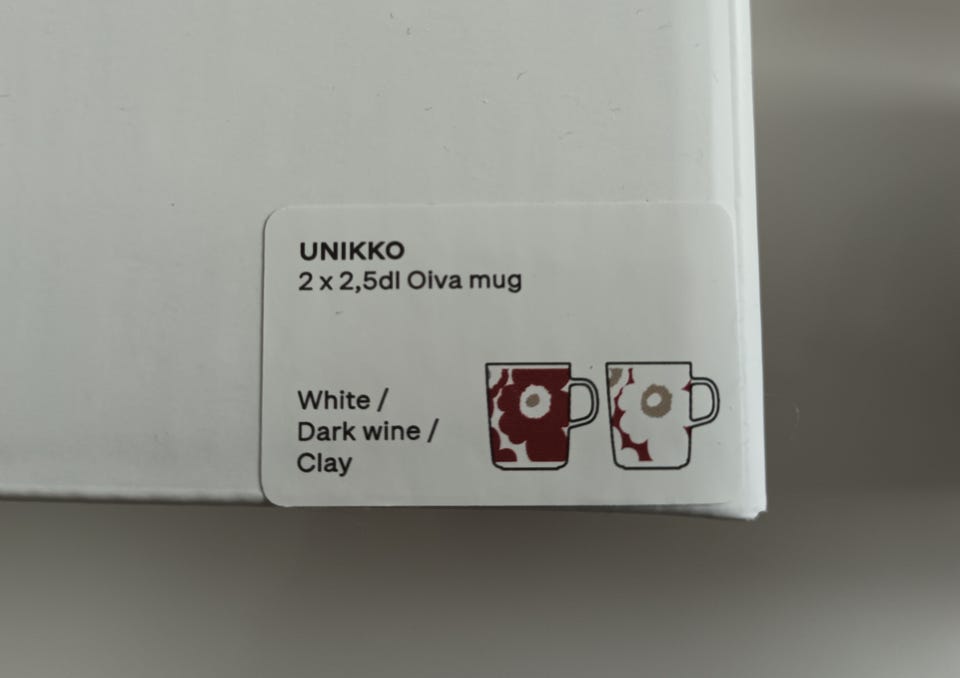 UNIKKO
2 x 2,5dl Oiva mug
White /
Dark wine /
Clay